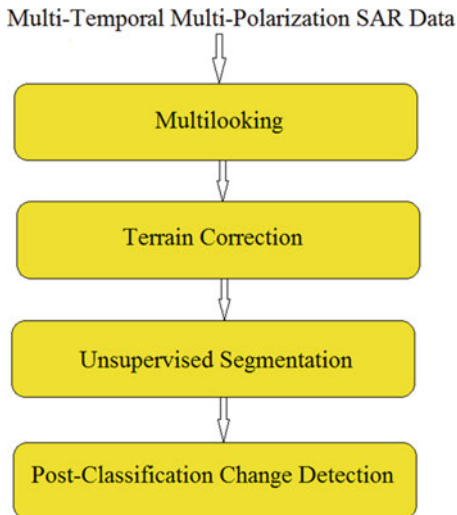 Multi-Temporal Multi-Polarization SAR Data
Multilooking
Terrain Correction
Unsupervised Segmentation
Post-Classification Change Detection